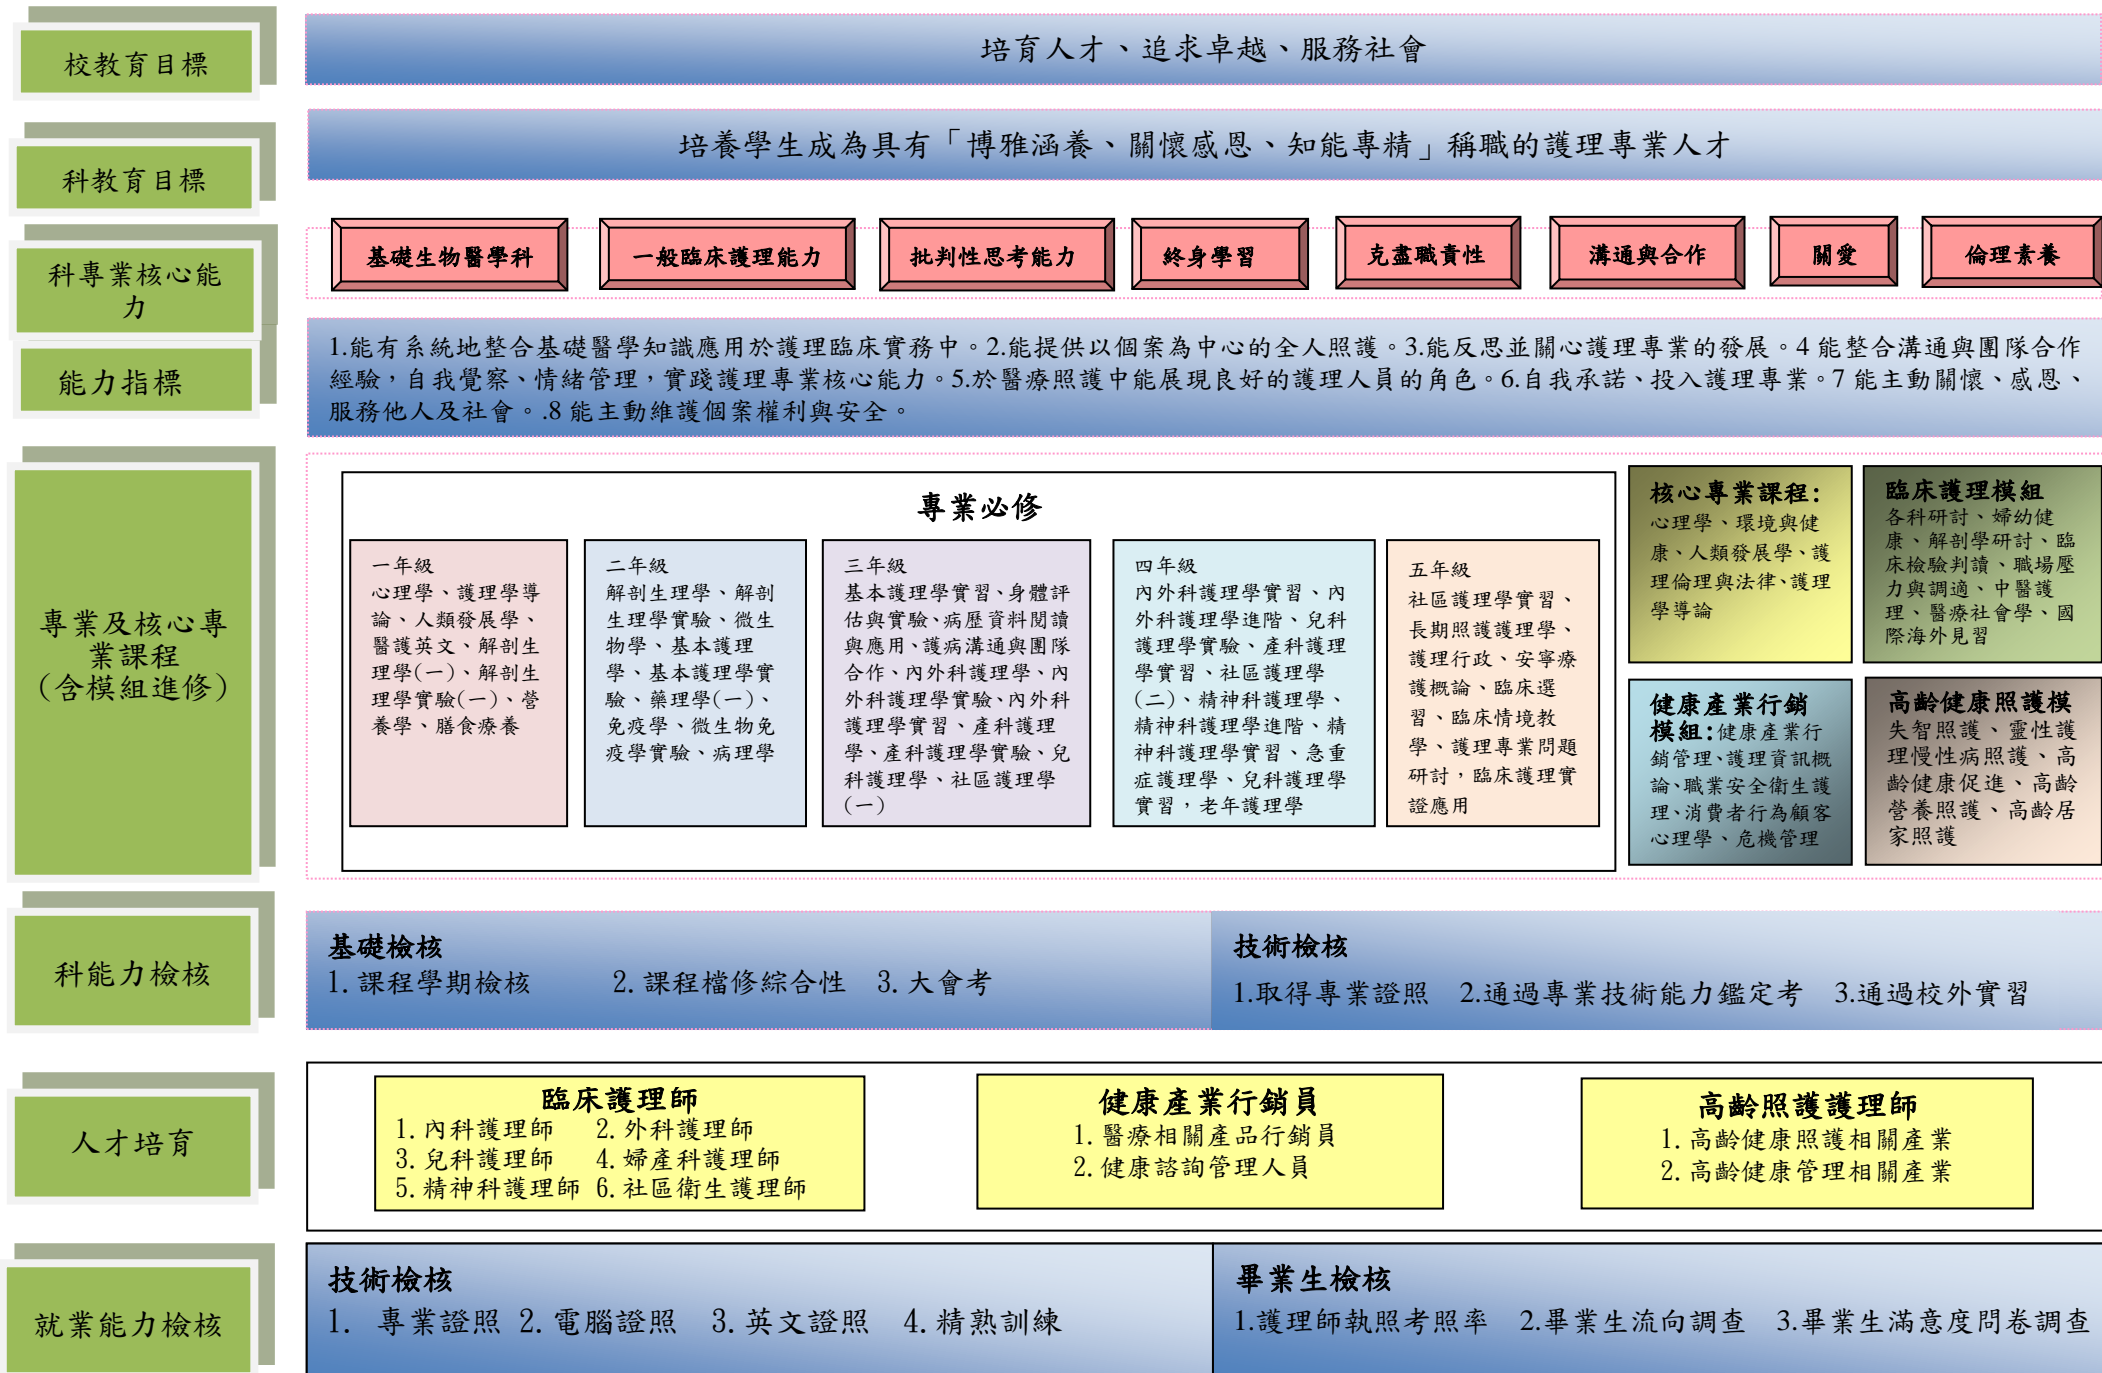 校教育目標
培育人才、追求卓越、服務社會
科教育目標
培養學生成為具有「博雅涵養、關懷感恩、知能專精」稱職的護理專業人才
科專業核心能
力
基礎生物醫學科
一般臨床護理能力
批判性思考能力
終身學習
克盡職責性
溝通與合作
關愛
倫理素養
能力指標
1.能有系統地整合基礎醫學知識應用於護理臨床實務中。2.能提供以個案為中心的全人照護。3.能反思並關心護理專業的發展。4 能整合溝通與團隊合作
經驗，自我覺察、情緒管理，實踐護理專業核心能力。5.於醫療照護中能展現良好的護理人員的角色。6.自我承諾、投入護理專業。7 能主動關懷、感恩、
服務他人及社會。.8 能主動維護個案權利與安全。
專業及核心專
業課程
(含模組進修)
專業必修
一年級
心理學、護理學導
論、人類發展學、
醫護英文、解剖生
理學(一)、解剖生
理學實驗(一)、營
養學、膳食療養
二年級
解剖生理學、解剖
生理學實驗、微生
物學、基本護理
學、基本護理學實
驗、藥理學(一)、
免疫學、微生物免
疫學實驗、病理學
三年級
基本護理學實習、身體評
估與實驗、病歷資料閱讀
與應用、護病溝通與團隊
合作、內外科護理學、內
外科護理學實驗、內外科
護理學實習、產科護理
學、產科護理學實驗、兒
科護理學、社區護理學
(一)
四年級
內外科護理學實習、內
外科護理學進階、兒科
護理學實驗、產科護理
學實習、社區護理學
(二)、精神科護理學、
精神科護理學進階、精
神科護理學實習、急重
症護理學、兒科護理學
實習，老年護理學
五年級
社區護理學實習、
長期照護護理學、
護理行政、安寧療
護概論、臨床選
習、臨床情境教
學、護理專業問題
研討，臨床護理實
證應用
核心專業課程:
心理學、環境與健
康、人類發展學、護
理倫理與法律、護理
學導論
臨床護理模組
各科研討、婦幼健
康、解剖學研討、臨
床檢驗判讀、職場壓
力與調適、中醫護
理、醫療社會學、國
際海外見習
健康產業行銷
模組:健康產業行
銷管理、護理資訊概
論、職業安全衛生護
理、消費者行為顧客
心理學、危機管理
高齡健康照護模
失智照護、靈性護
理慢性病照護、高
齡健康促進、高齡
營養照護、高齡居
家照護
科能力檢核
基礎檢核
1.課程學期檢核 2.課程檔修綜合性 3.大會考
技術檢核
1.取得專業證照 2.通過專業技術能力鑑定考 3.通過校外實習
人才培育
臨床護理師
1.內科護理師 2.外科護理師
3.兒科護理師 4.婦產科護理師
5.精神科護理師 6.社區衛生護理師
健康產業行銷員
1.醫療相關產品行銷員
2.健康諮詢管理人員
高齡照護護理師
1.高齡健康照護相關產業
2.高齡健康管理相關產業
就業能力檢核
技術檢核
1. 專業證照 2.電腦證照 3.英文證照 4.精熟訓練
畢業生檢核
1.護理師執照考照率 2.畢業生流向調查 3.畢業生滿意度問卷調查